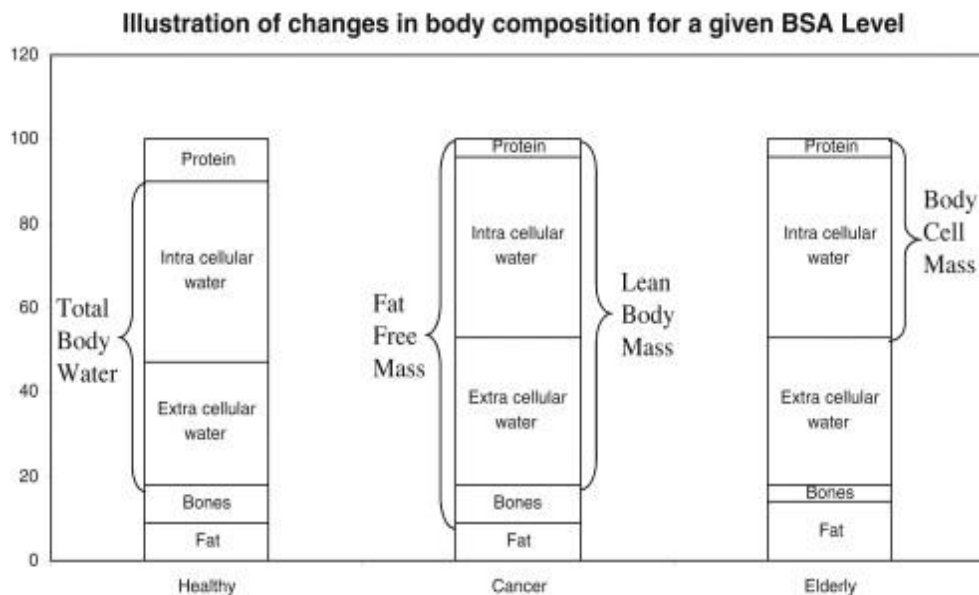 Illustration of changes in body composition for a given BSA Level
120
100
80
60
40
20
0
Total
Body
Water
Protein
Intra cellular
water
Extra cellular
water
Bones
Fat
Healthy
Fat
Free
Mass
Protein
Intra cellular
water
Extra cellular
water
Bones
Fat
Cancer
Lean
Body
Mass
Protein
Intra cellular
water
Extra cellular
water
Bones
Fat
Elderly
Body
Cell
Mass